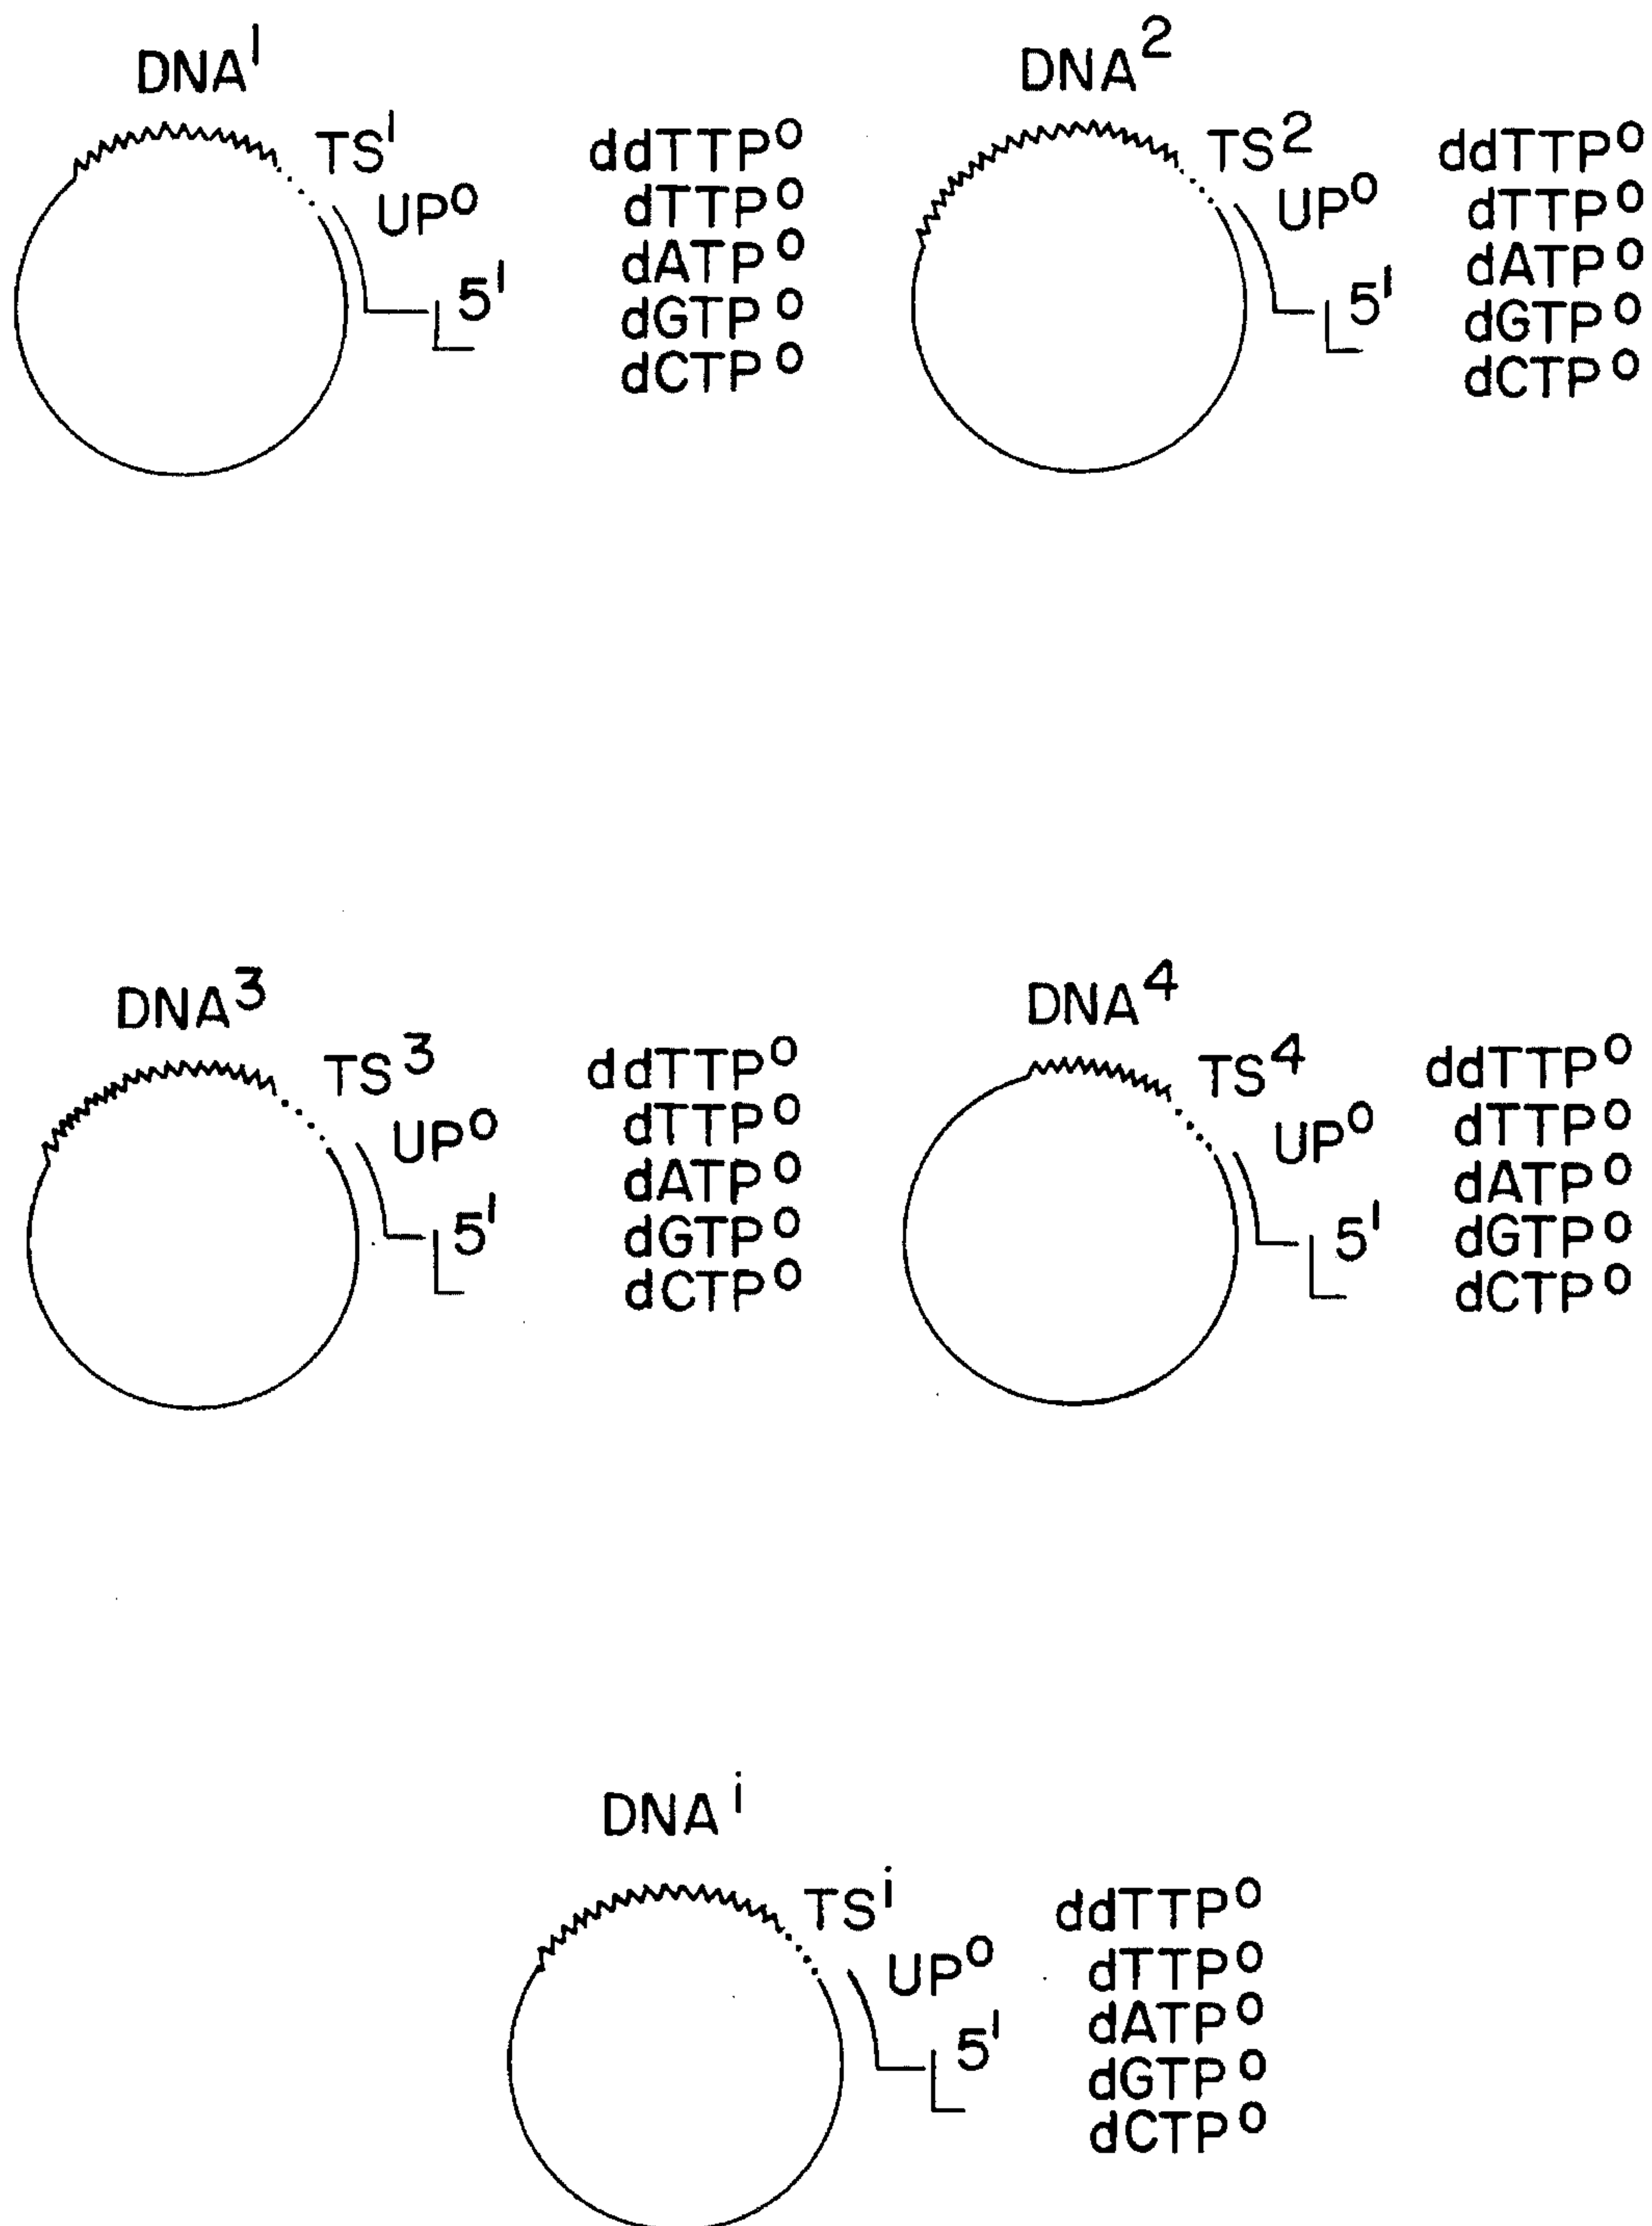 DNA¹
TS¹
UP⁰
5'
ddTTP⁰
dTTP⁰
dATP⁰
dGTP⁰
dCTP⁰
DNA²
TS²
UP⁰
5'
ddTTP⁰
dTTP⁰
dATP⁰
dGTP⁰
dCTP⁰
DNA³
TS³
UP⁰
5'
ddTTP⁰
dTTP⁰
dATP⁰
dGTP⁰
dCTP⁰
DNA⁴
TS⁴
UP⁰
5'
ddTTP⁰
dTTP⁰
dATP⁰
dGTP⁰
dCTP⁰
DNAⁱ
TSⁱ
UP⁰
5'
ddTTP⁰
dTTP⁰
dATP⁰
dGTP⁰
dCTP⁰